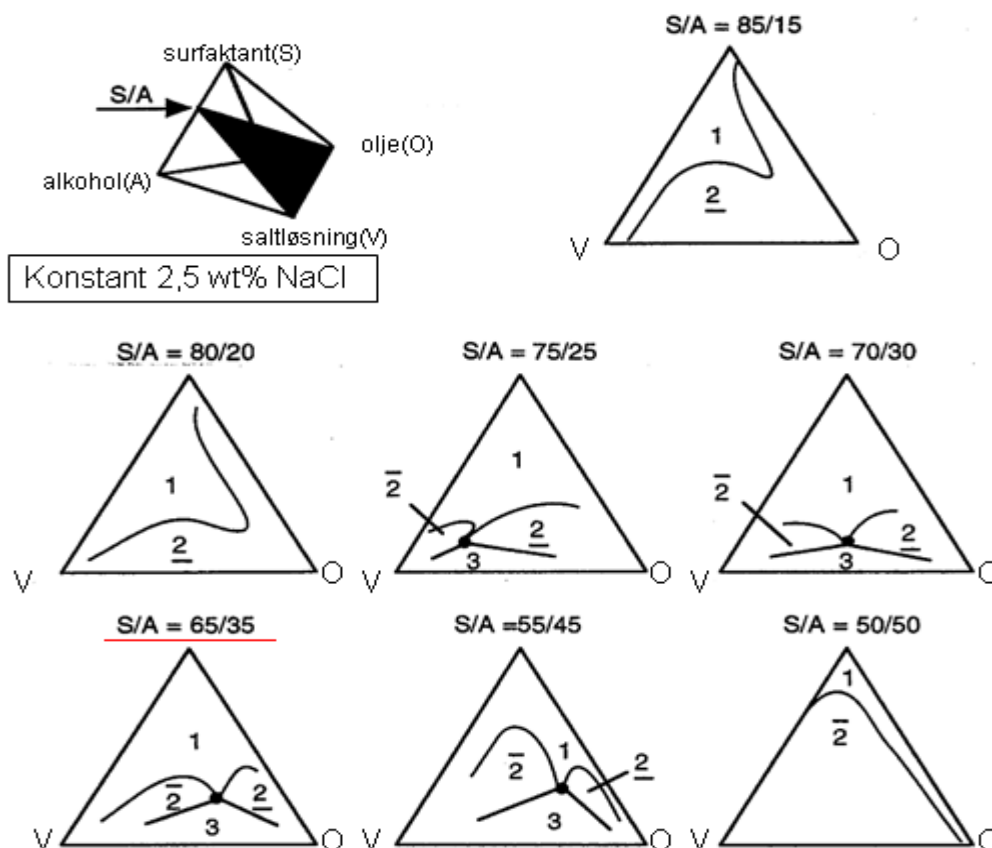 surfaktant(S)
S/A
olje(O)
alkohol(A)
saltløsning(V)
Konstant 2,5 wt% NaCl
S/A = 85/15
1
2
V
O
S/A = 80/20
1
2
V
O
S/A = 75/25
1
2
2
3
V
O
S/A = 70/30
1
2
2
3
V
O
S/A = 65/35
1
2
2
3
V
O
S/A =55/45
1
2
2
3
V
O
S/A = 50/50
1
2
V
O